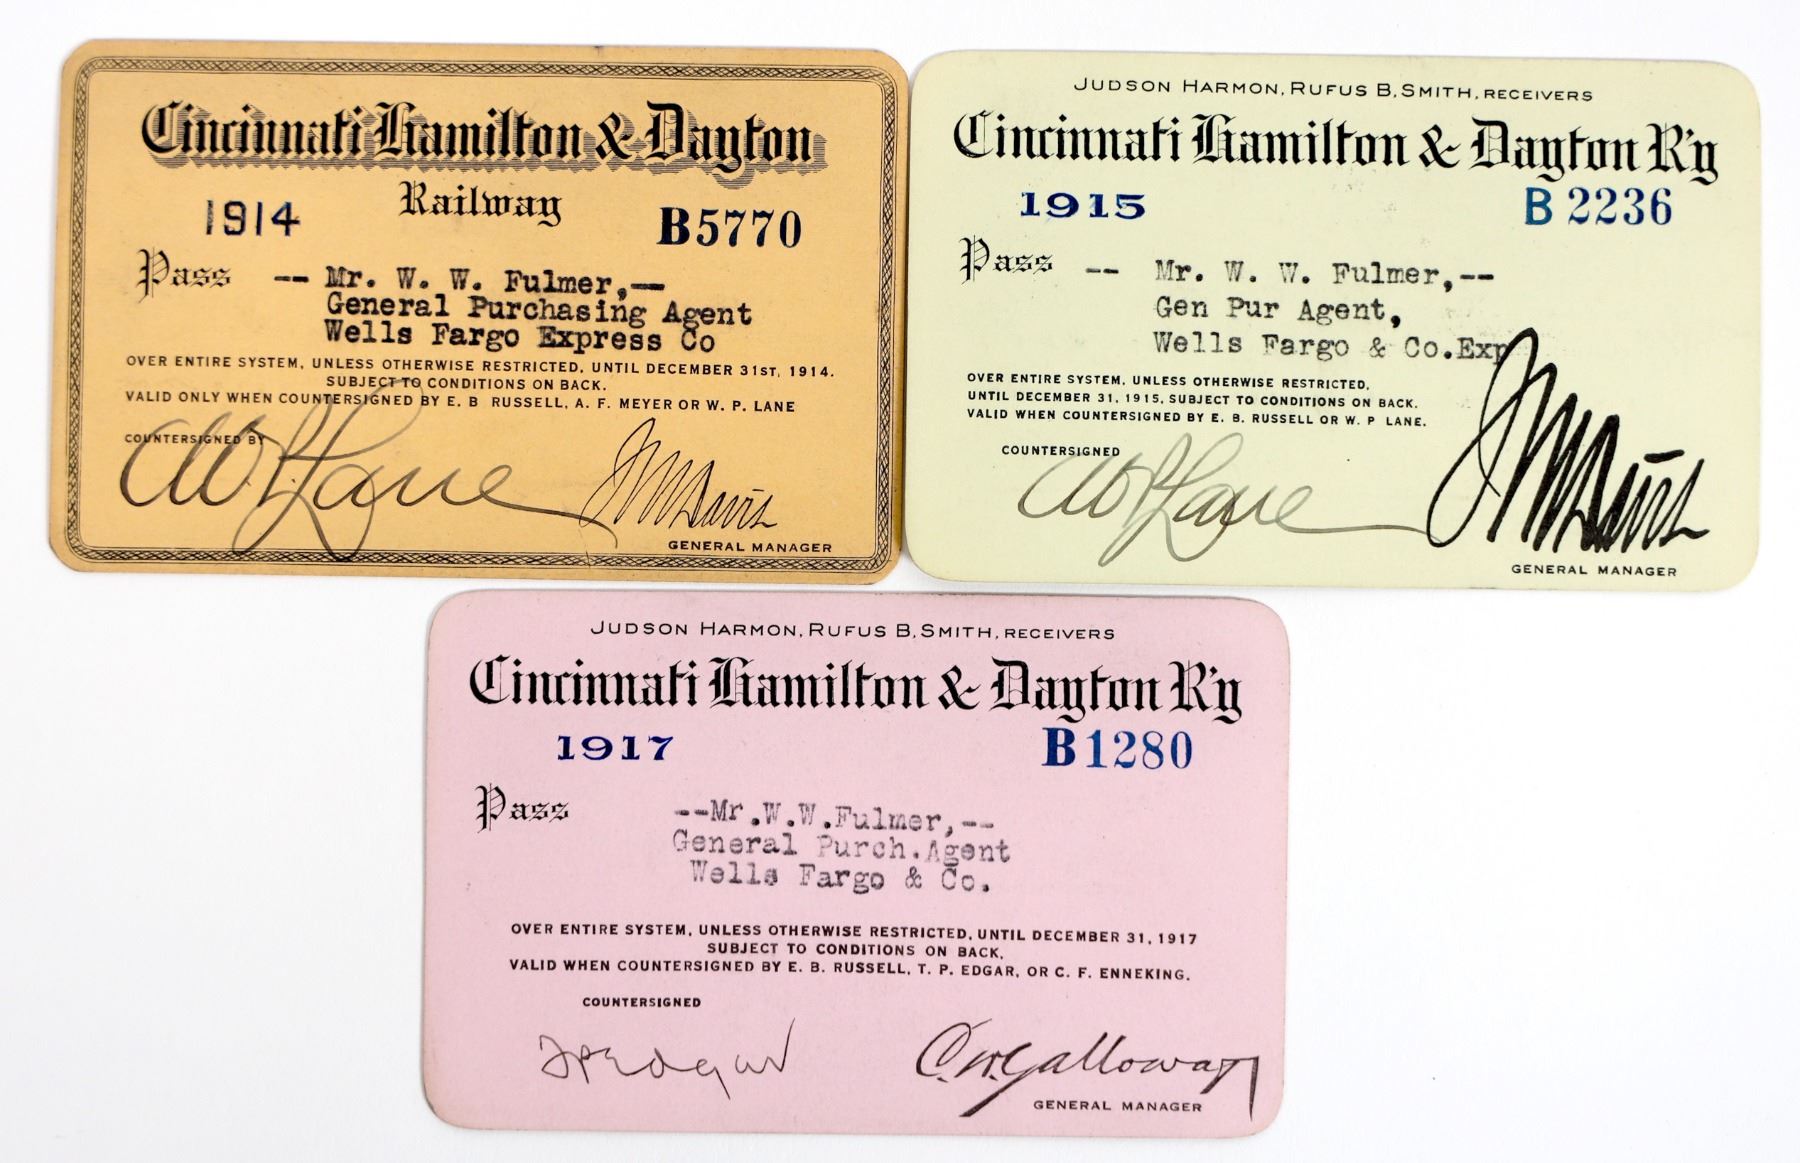 Cincinnati Hamilton & Dayton
Railway
1914
B5770
Pass -- Mr. W. W. Fulmer,--
General Purchasing Agent
Wells Fargo Express Co
OVER ENTIRE SYSTEM, UNLESS OTHERWISE RESTRICTED, UNTIL DECEMBER 31ST, 1914.
SUBJECT TO CONDITIONS ON BACK.
VALID ONLY WHEN COUNTERSIGNED BY E. B RUSSELL, A. F. MEYER OR W. P. LANE
COUNTERSIGNED BY
W P Lane
J M Davis
GENERAL MANAGER
JUDSON HARMON, RUFUS B. SMITH, RECEIVERS
Cincinnati Hamilton & Dayton R'y
1915
B 2236
Pass -- Mr. W. W. Fulmer,--
Gen Pur Agent,
Wells Fargo & Co.Exp
OVER ENTIRE SYSTEM, UNLESS OTHERWISE RESTRICTED,
UNTIL DECEMBER 31, 1915, SUBJECT TO CONDITIONS ON BACK.
VALID WHEN COUNTERSIGNED BY E. B. RUSSELL OR W. P LANE.
COUNTERSIGNED
W P Lane
J M Davis
GENERAL MANAGER
JUDSON HARMON, RUFUS B. SMITH, RECEIVERS
Cincinnati Hamilton & Dayton R'y
1917
B1280
Pass --Mr.W.W.Fulmer,--
General Purch.Agent
Wells Fargo & Co.
OVER ENTIRE SYSTEM, UNLESS OTHERWISE RESTRICTED, UNTIL DECEMBER 31, 1917
SUBJECT TO CONDITIONS ON BACK,
VALID WHEN COUNTERSIGNED BY E. B. RUSSELL, T. P. EDGAR, OR C. F. ENNEKING.
COUNTERSIGNED
T P Edgar
C. W. Galloway
GENERAL MANAGER